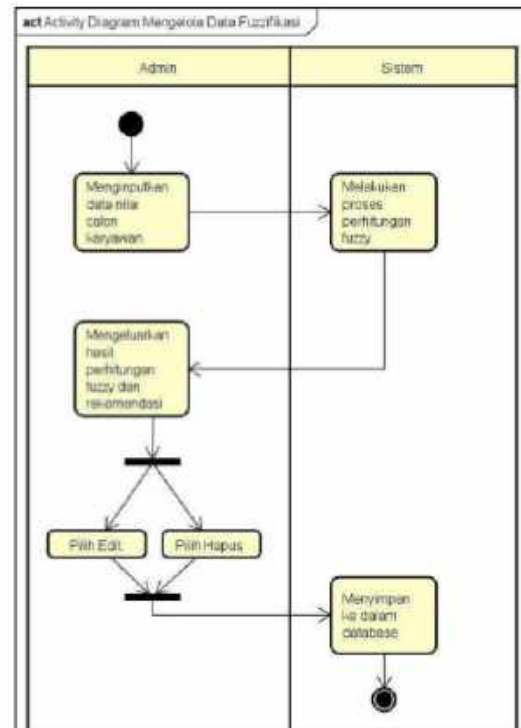 act Activity Diagram Mengelola Data Fuzzifikasi
Admin
Sistem
Menginputkan
data nilai
calon
karyawan
Melakukan
proses
perhitungan
fuzzy
Mengeluarkan
hasil
perhitungan
fuzzy dan
rekomendasi
Pilih Edit
Pilih Hapus
Menyimpan
ke dalam
database